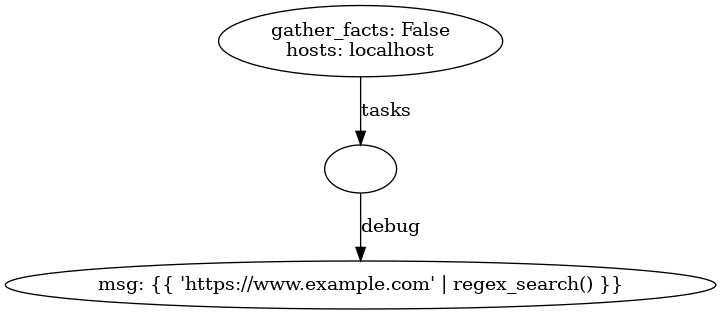 gather_facts: False
hosts: localhost
tasks
debug
msg: {{ 'https://www.example.com' | regex_search() }}